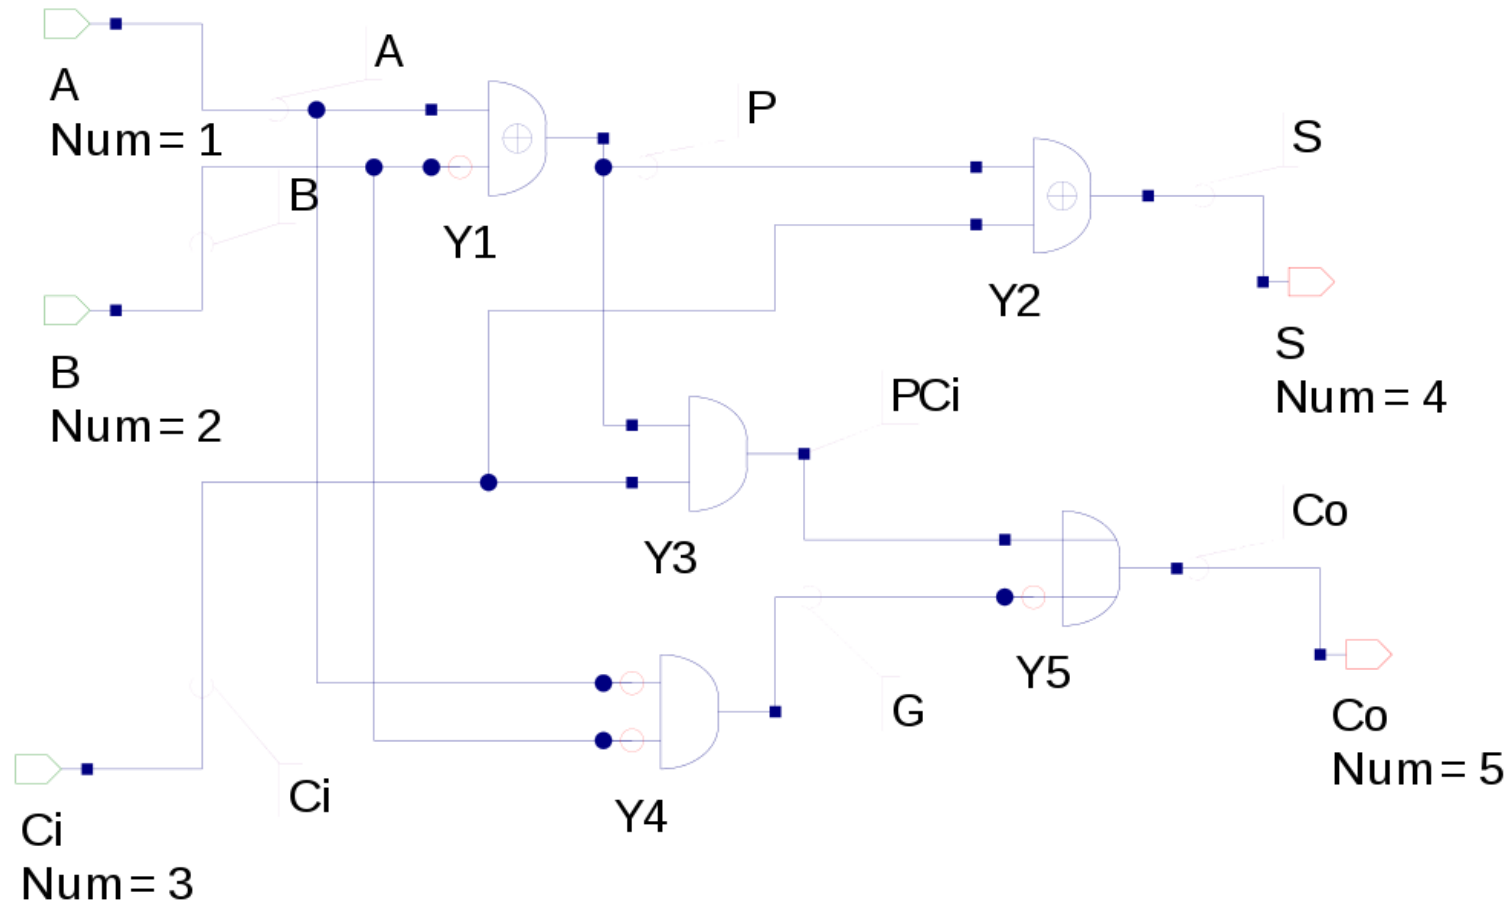 A
A
Num = 1
P
S
B
Y1
Y2
S
Num = 4
B
Num = 2
PCi
Y3
Co
Y5
G
Co
Num = 5
Ci
Y4
Ci
Num = 3